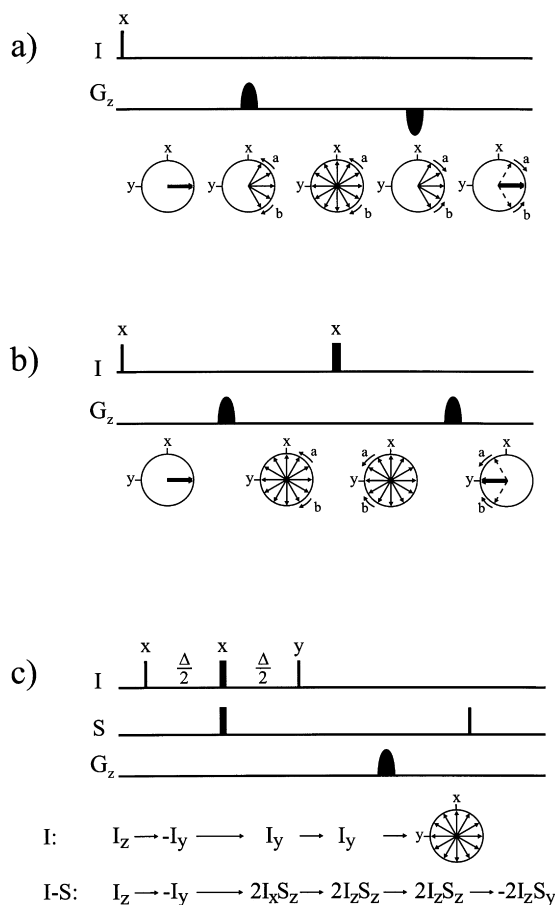 a)
x
I
G_z
x x x x
y a y a y a y a
b b b b
b)
x x
I
G_z
x x x x
y y a y a y
b b b
c)
x Δ/2 x Δ/2 y
I
S
G_z
x
I: I_z → -I_y → I_y → I_y → y
I-S: I_z → -I_y → 2I_xS_z → 2I_zS_z → 2I_zS_z → -2I_zS_y